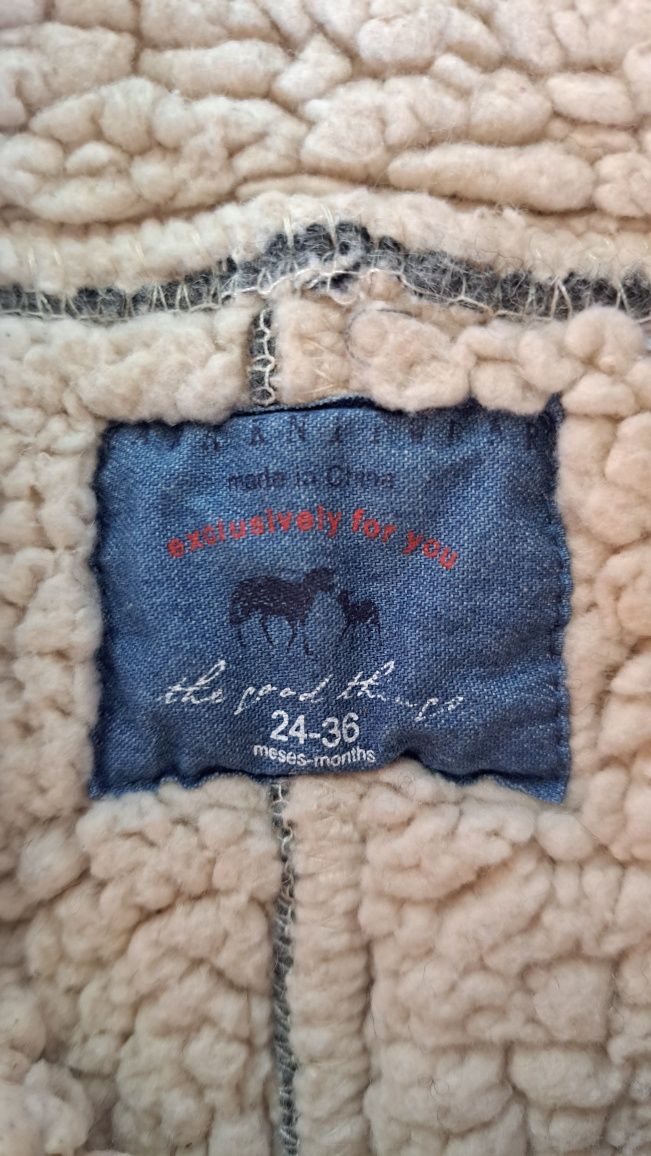 made in China
exclusively for you
the good things
24-36
meses-months